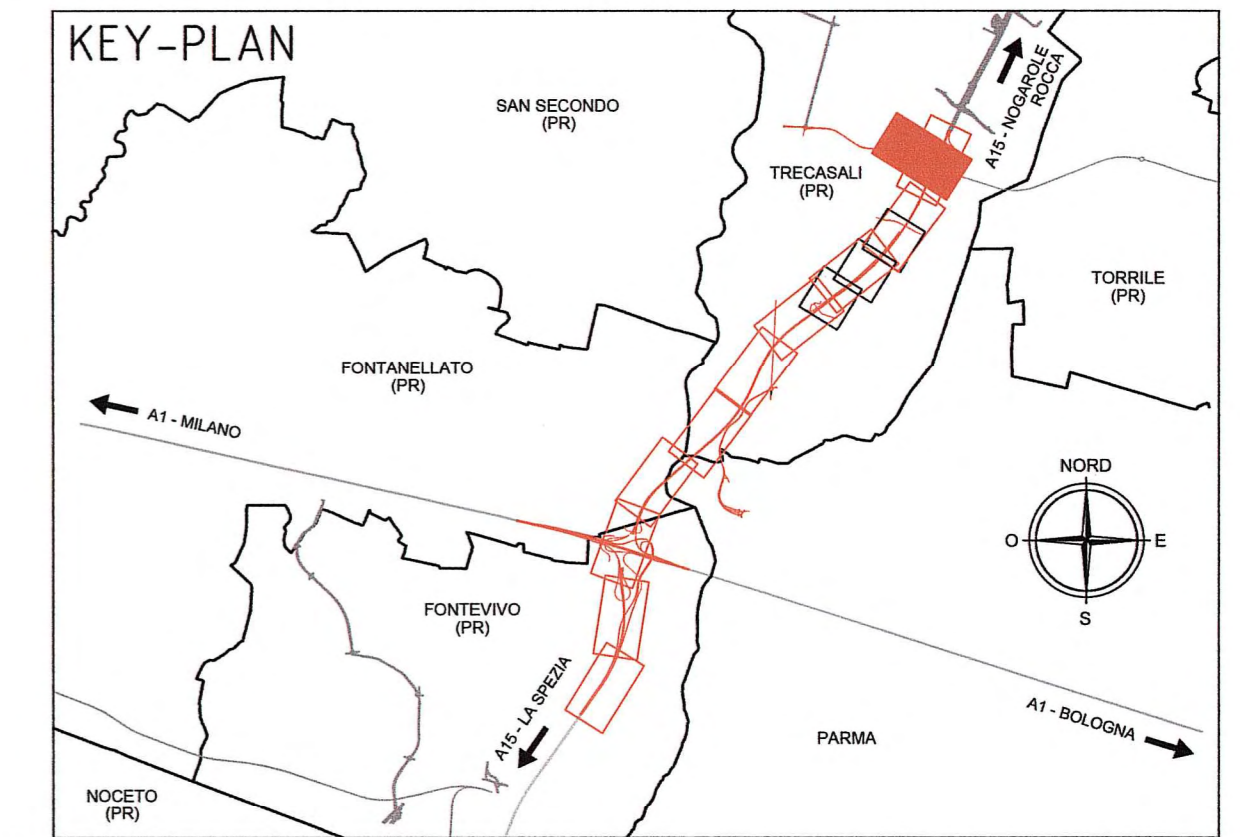 KEY-PLAN
SAN SECONDO
(PR)
A15 - NOGAROLE
ROCCA
TRECASALI
(PR)
TORRILE
(PR)
FONTANELLATO
(PR)
A1 - MILANO
NORD
O
E
S
FONTEVIVO
(PR)
A15 - LA SPEZIA
A1 - BOLOGNA
PARMA
NOCETO
(PR)